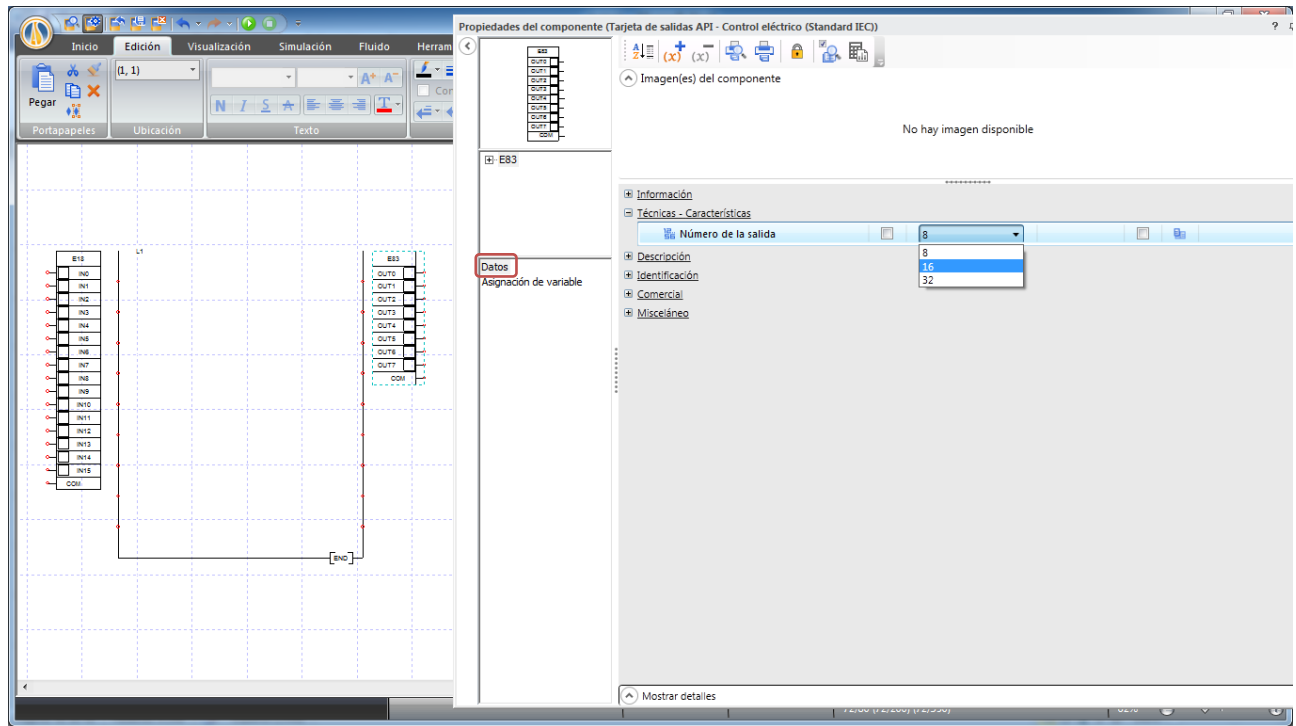 Propiedades del componente (Tarjeta de salidas API - Control eléctrico (Standard IEC))
?
Inicio
Edición
Visualización
Simulación
Fluido
Herram
Pegar
(1, 1)
A+ A-
N I S A
T
Cor
Portapapeles
Ubicación
Texto
E83
OUT0
OUT1
OUT2
OUT3
OUT4
OUT5
OUT6
OUT7
COM
(x) (x)
Imagen(es) del componente
No hay imagen disponible
E83
Información
Técnicas - Características
Número de la salida
8
8
16
32
Descripción
Identificación
Comercial
Misceláneo
Datos
Asignación de variable
E18
IN0
IN1
IN2
IN3
IN4
IN5
IN6
IN7
IN8
IN9
IN10
IN11
IN12
IN13
IN14
IN15
COM
L1
END
E83
OUT0
OUT1
OUT2
OUT3
OUT4
OUT5
OUT6
OUT7
COM
Mostrar detalles